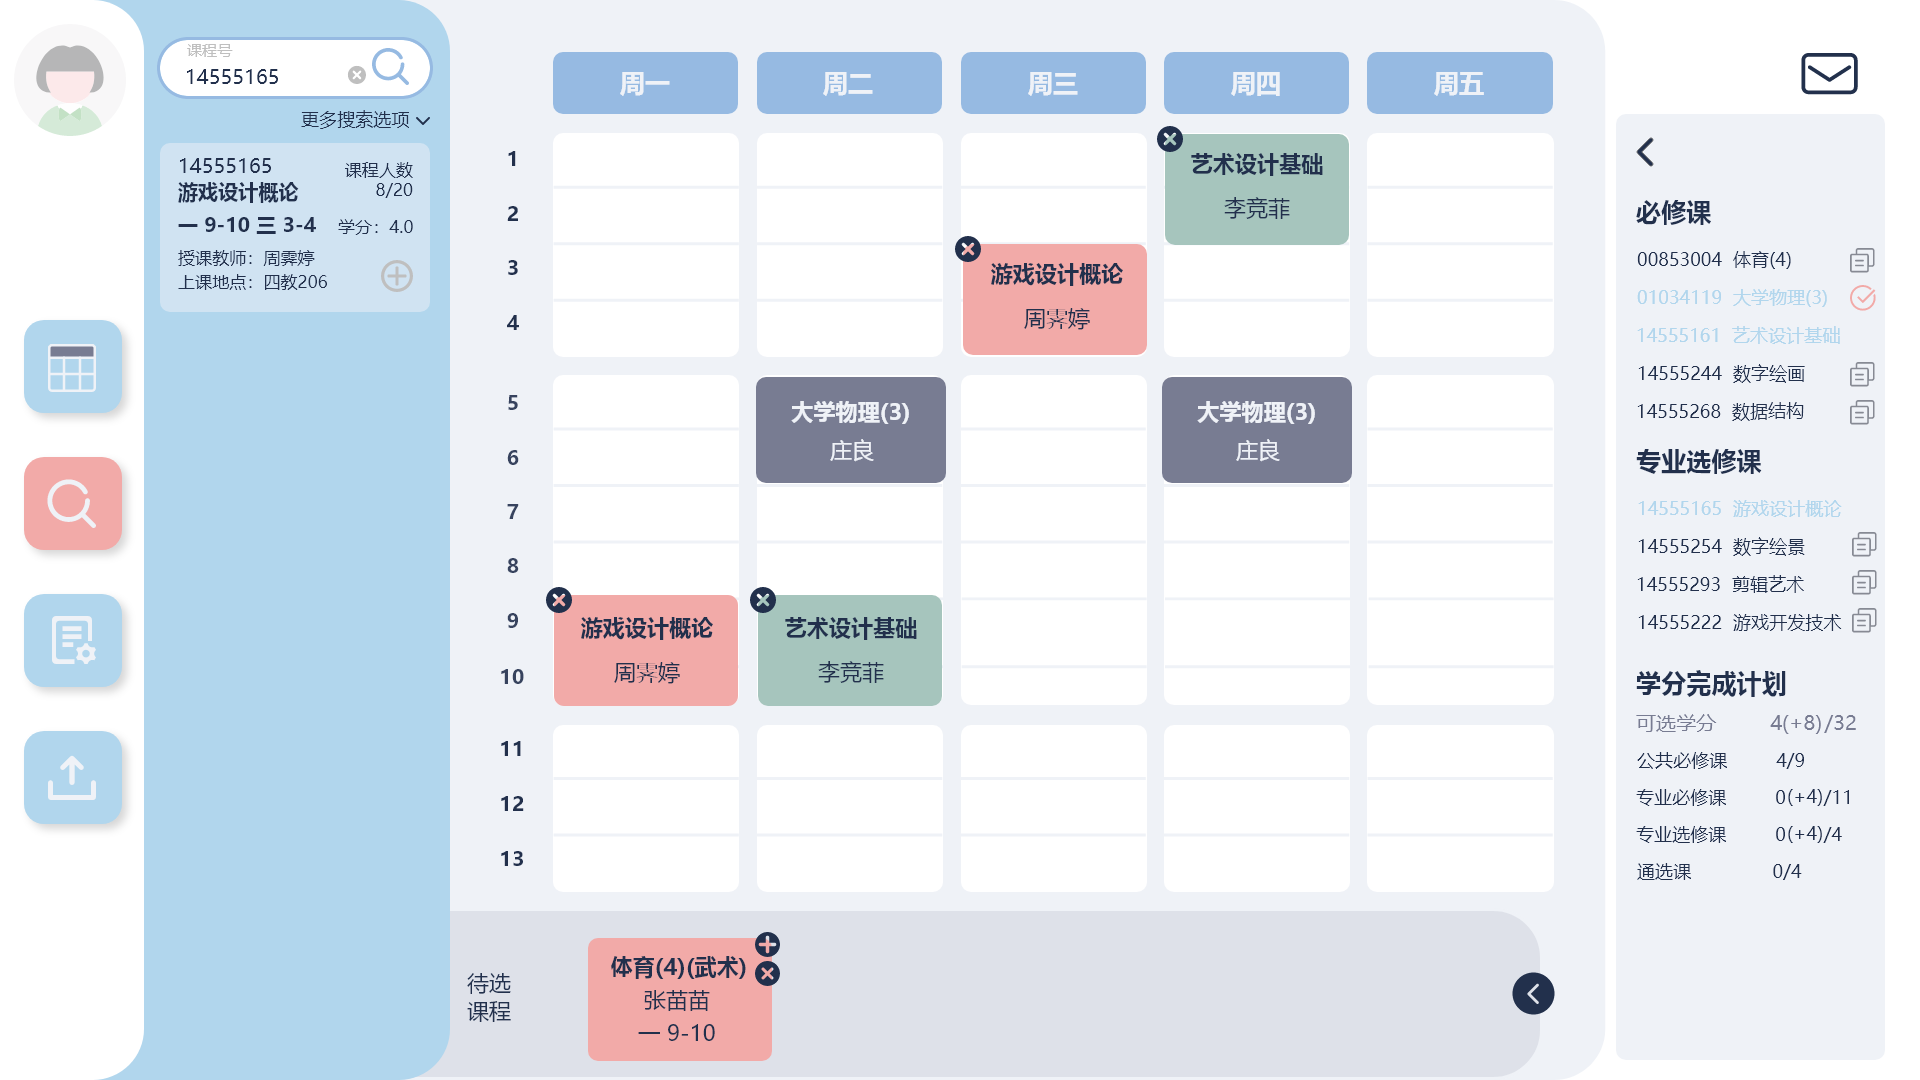 课程号
14555165
更多搜索选项
14555165
课程人数
游戏设计概论
8/20
一 9-10 三 3-4
学分：4.0
授课教师：周霁婷
上课地点：四教206
周一
周二
周三
周四
周五
1
2
3
4
5
6
7
8
9
10
11
12
13
艺术设计基础
李竞菲
游戏设计概论
周霁婷
大学物理(3)
庄良
大学物理(3)
庄良
游戏设计概论
周霁婷
艺术设计基础
李竞菲
待选
课程
体育(4)(武术)
张苗苗
一 9-10
必修课
00853004 体育(4)
01034119 大学物理(3)
14555161 艺术设计基础
14555244 数字绘画
14555268 数据结构
专业选修课
14555165 游戏设计概论
14555254 数字绘景
14555293 剪辑艺术
14555222 游戏开发技术
学分完成计划
可选学分 4(+8)/32
公共必修课 4/9
专业必修课 0(+4)/11
专业选修课 0(+4)/4
通选课 0/4